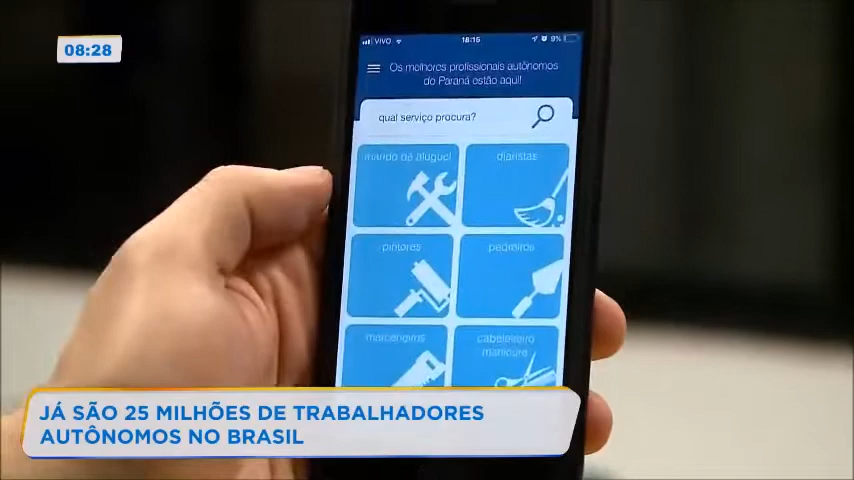 08:28
VIVO 18:15 9%
Os melhores profissionais autônomos
do Paraná estão aqui!
qual serviço procura?
marido de aluguel diaristas
pintores pedreiros
marceneiros cabeleireiro
manicure
JÁ SÃO 25 MILHÕES DE TRABALHADORES
AUTÔNOMOS NO BRASIL